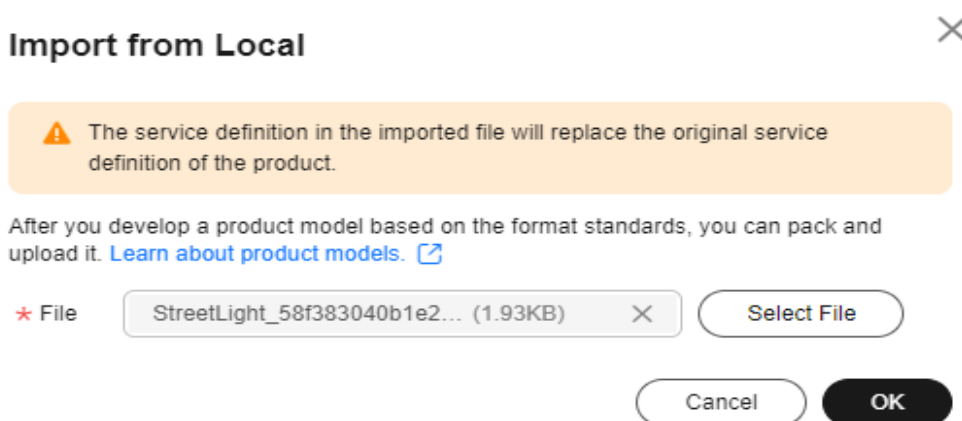 Import from Local
The service definition in the imported file will replace the original service
definition of the product.
After you develop a product model based on the format standards, you can pack and
upload it. Learn about product models.
* File StreetLight_58f383040b1e2... (1.93KB) Select File
Cancel OK